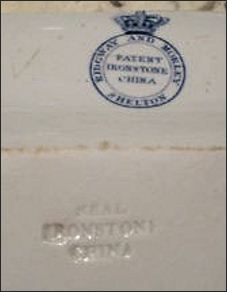 RIDGWAY AND MORLEY
PATENT
IRONSTONE
CHINA
SHELTON
REAL
IRONSTONE
CHINA